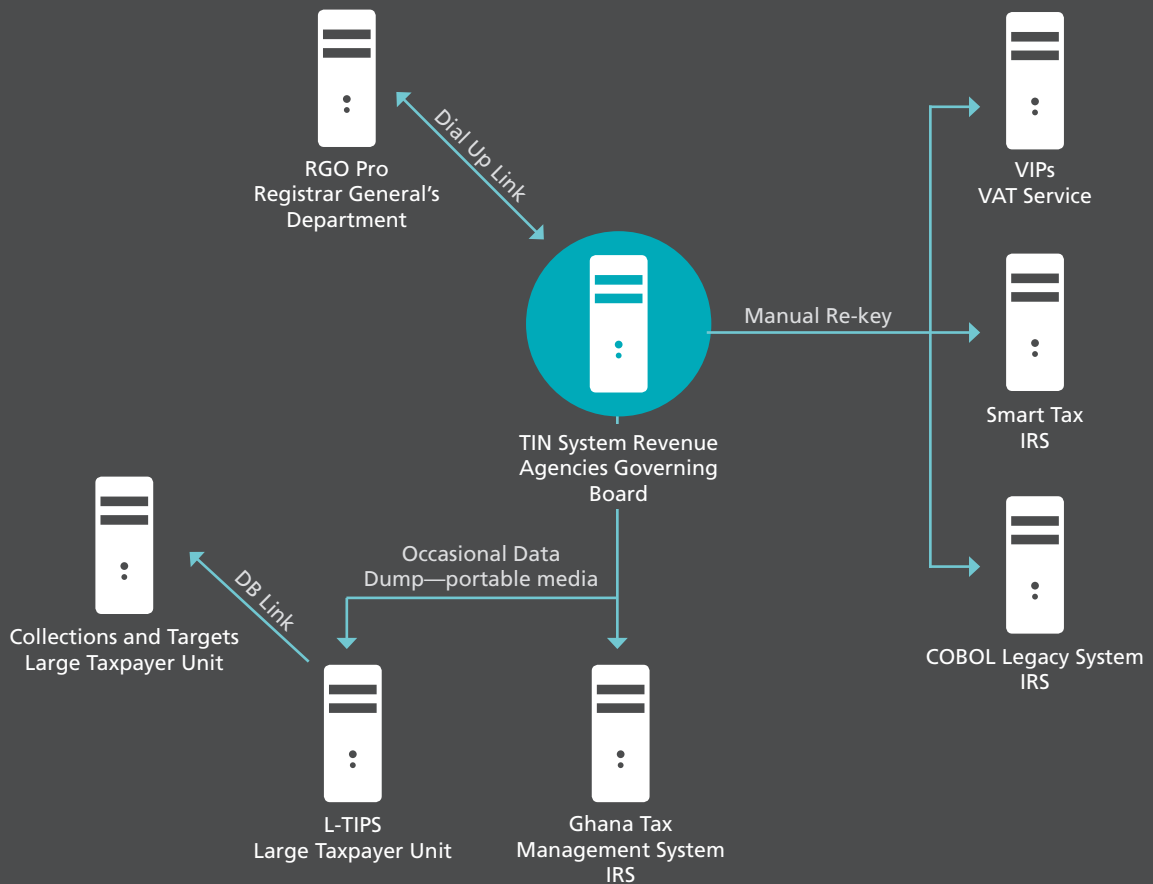 RGO Pro
Registrar General's
Department
Dial Up Link
VIPs
VAT Service
Manual Re-key
Smart Tax
IRS
TIN System Revenue
Agencies Governing
Board
COBOL Legacy System
IRS
Occasional Data
Dump—portable media
DB Link
Collections and Targets
Large Taxpayer Unit
L-TIPS
Large Taxpayer Unit
Ghana Tax
Management System
IRS